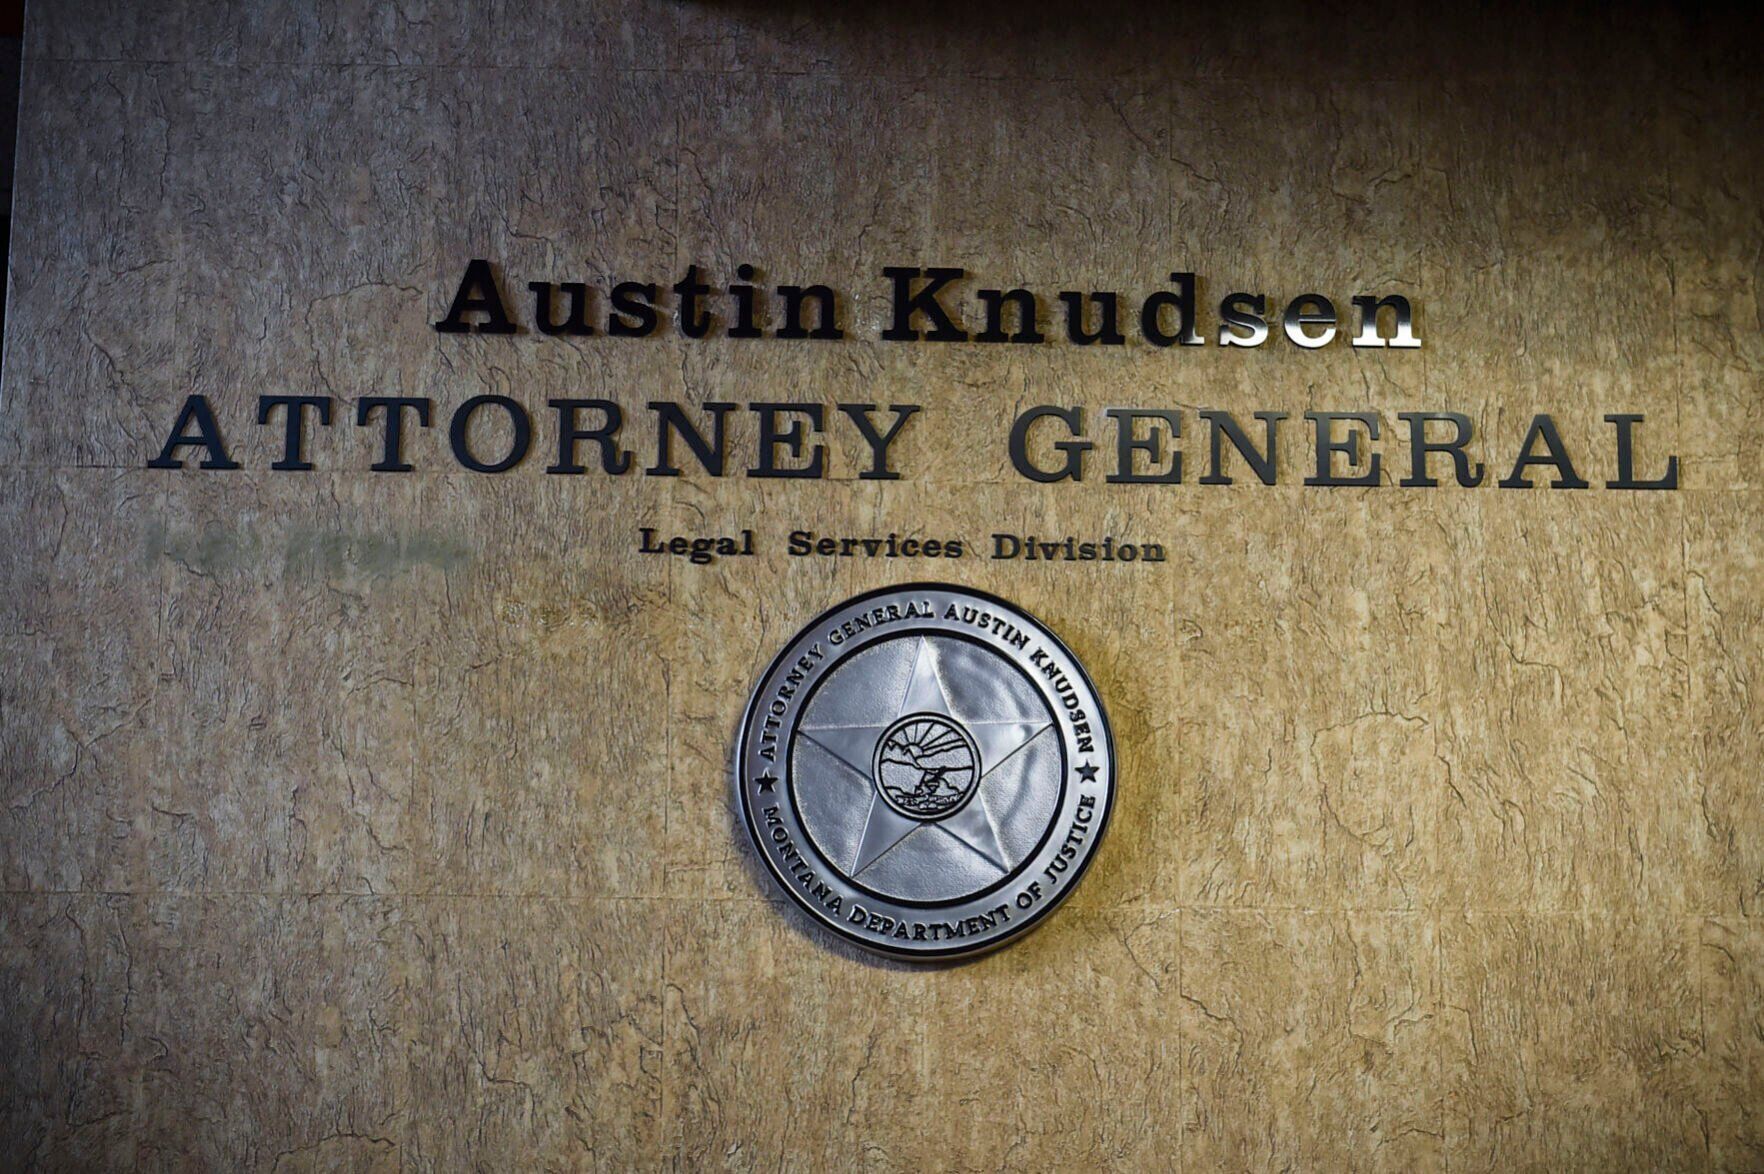 Austin Knudsen
ATTORNEY GENERAL
Legal Services Division
ATTORNEY GENERAL AUSTIN KNUDSEN
MONTANA DEPARTMENT OF JUSTICE